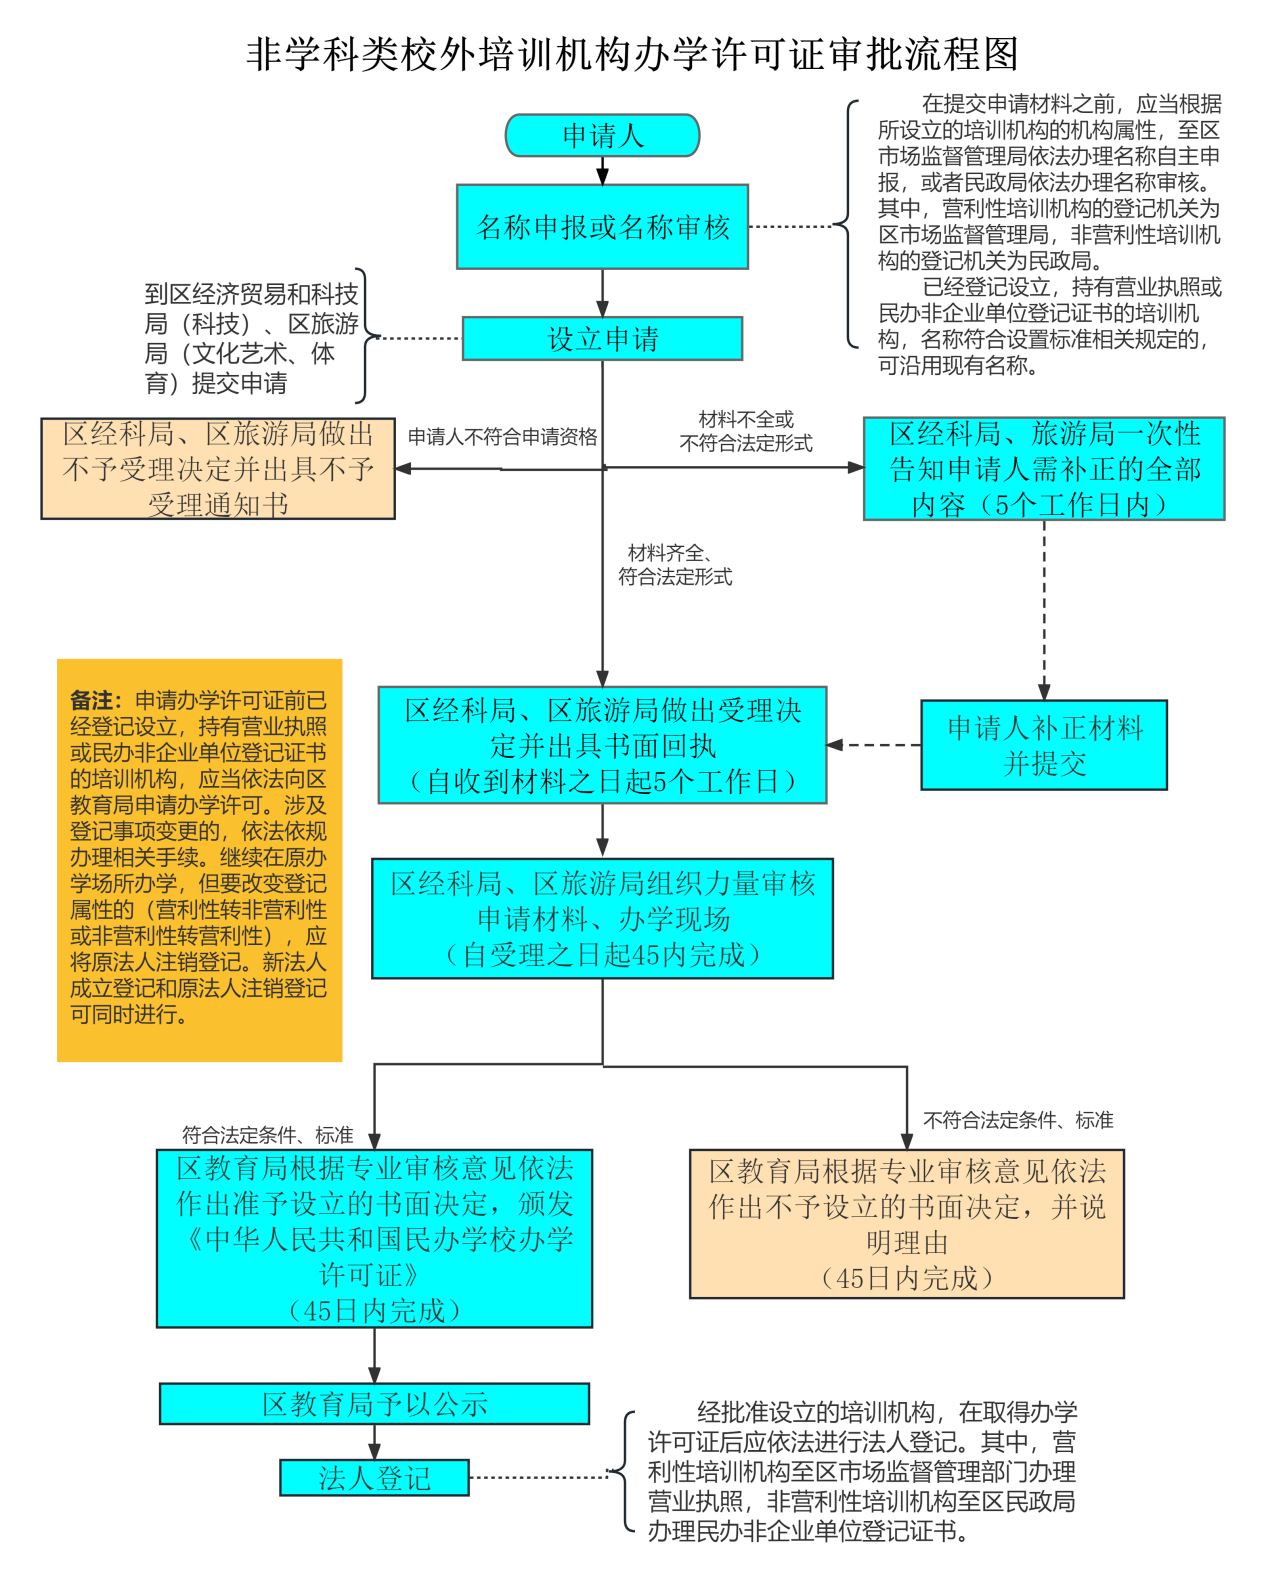 非学科类校外培训机构办学许可证审批流程图
申请人
名称申报或名称审核
在提交申请材料之前，应当根据
所设立的培训机构的机构属性，至区
市场监督管理局依法办理名称自主申
报，或者民政局依法办理名称审核。
其中，营利性培训机构的登记机关为
区市场监督管理局，非营利性培训机
构的登记机关为民政局。
已经登记设立，持有营业执照或
民办非企业单位登记证书的培训机
构，名称符合设置标准相关规定的，
可沿用现有名称。
到区经济贸易和科技
局（科技）、区旅游
局（文化艺术、体
育）提交申请
设立申请
区经科局、区旅游局做出
不予受理决定并出具不予
受理通知书
申请人不符合申请资格
材料不全或
不符合法定形式
区经科局、旅游局一次性
告知申请人需补正的全部
内容（5个工作日内）
材料齐全、
符合法定形式
备注：申请办学许可证前已
经登记设立，持有营业执照
或民办非企业单位登记证书
的培训机构，应当依法向区
教育局申请办学许可。涉及
登记事项变更的，依法依规
办理相关手续。继续在原办
学场所办学，但要改变登记
属性的（营利性转非营利性
或非营利性转营利性），应
将原法人注销登记。新法人
成立登记和原法人注销登记
可同时进行。
区经科局、区旅游局做出受理决
定并出具书面回执
（自收到材料之日起5个工作日）
申请人补正材料
并提交
区经科局、区旅游局组织力量审核
申请材料、办学现场
（自受理之日起45内完成）
符合法定条件、标准
不符合法定条件、标准
区教育局根据专业审核意见依法
作出准予设立的书面决定，颁发
《中华人民共和国民办学校办学
许可证》
（45日内完成）
区教育局根据专业审核意见依法
作出不予设立的书面决定，并说
明理由
（45日内完成）
区教育局予以公示
法人登记
经批准设立的培训机构，在取得办学
许可证后应依法进行法人登记。其中，营
利性培训机构至区市场监督管理部门办理
营业执照，非营利性培训机构至区民政局
办理民办非企业单位登记证书。